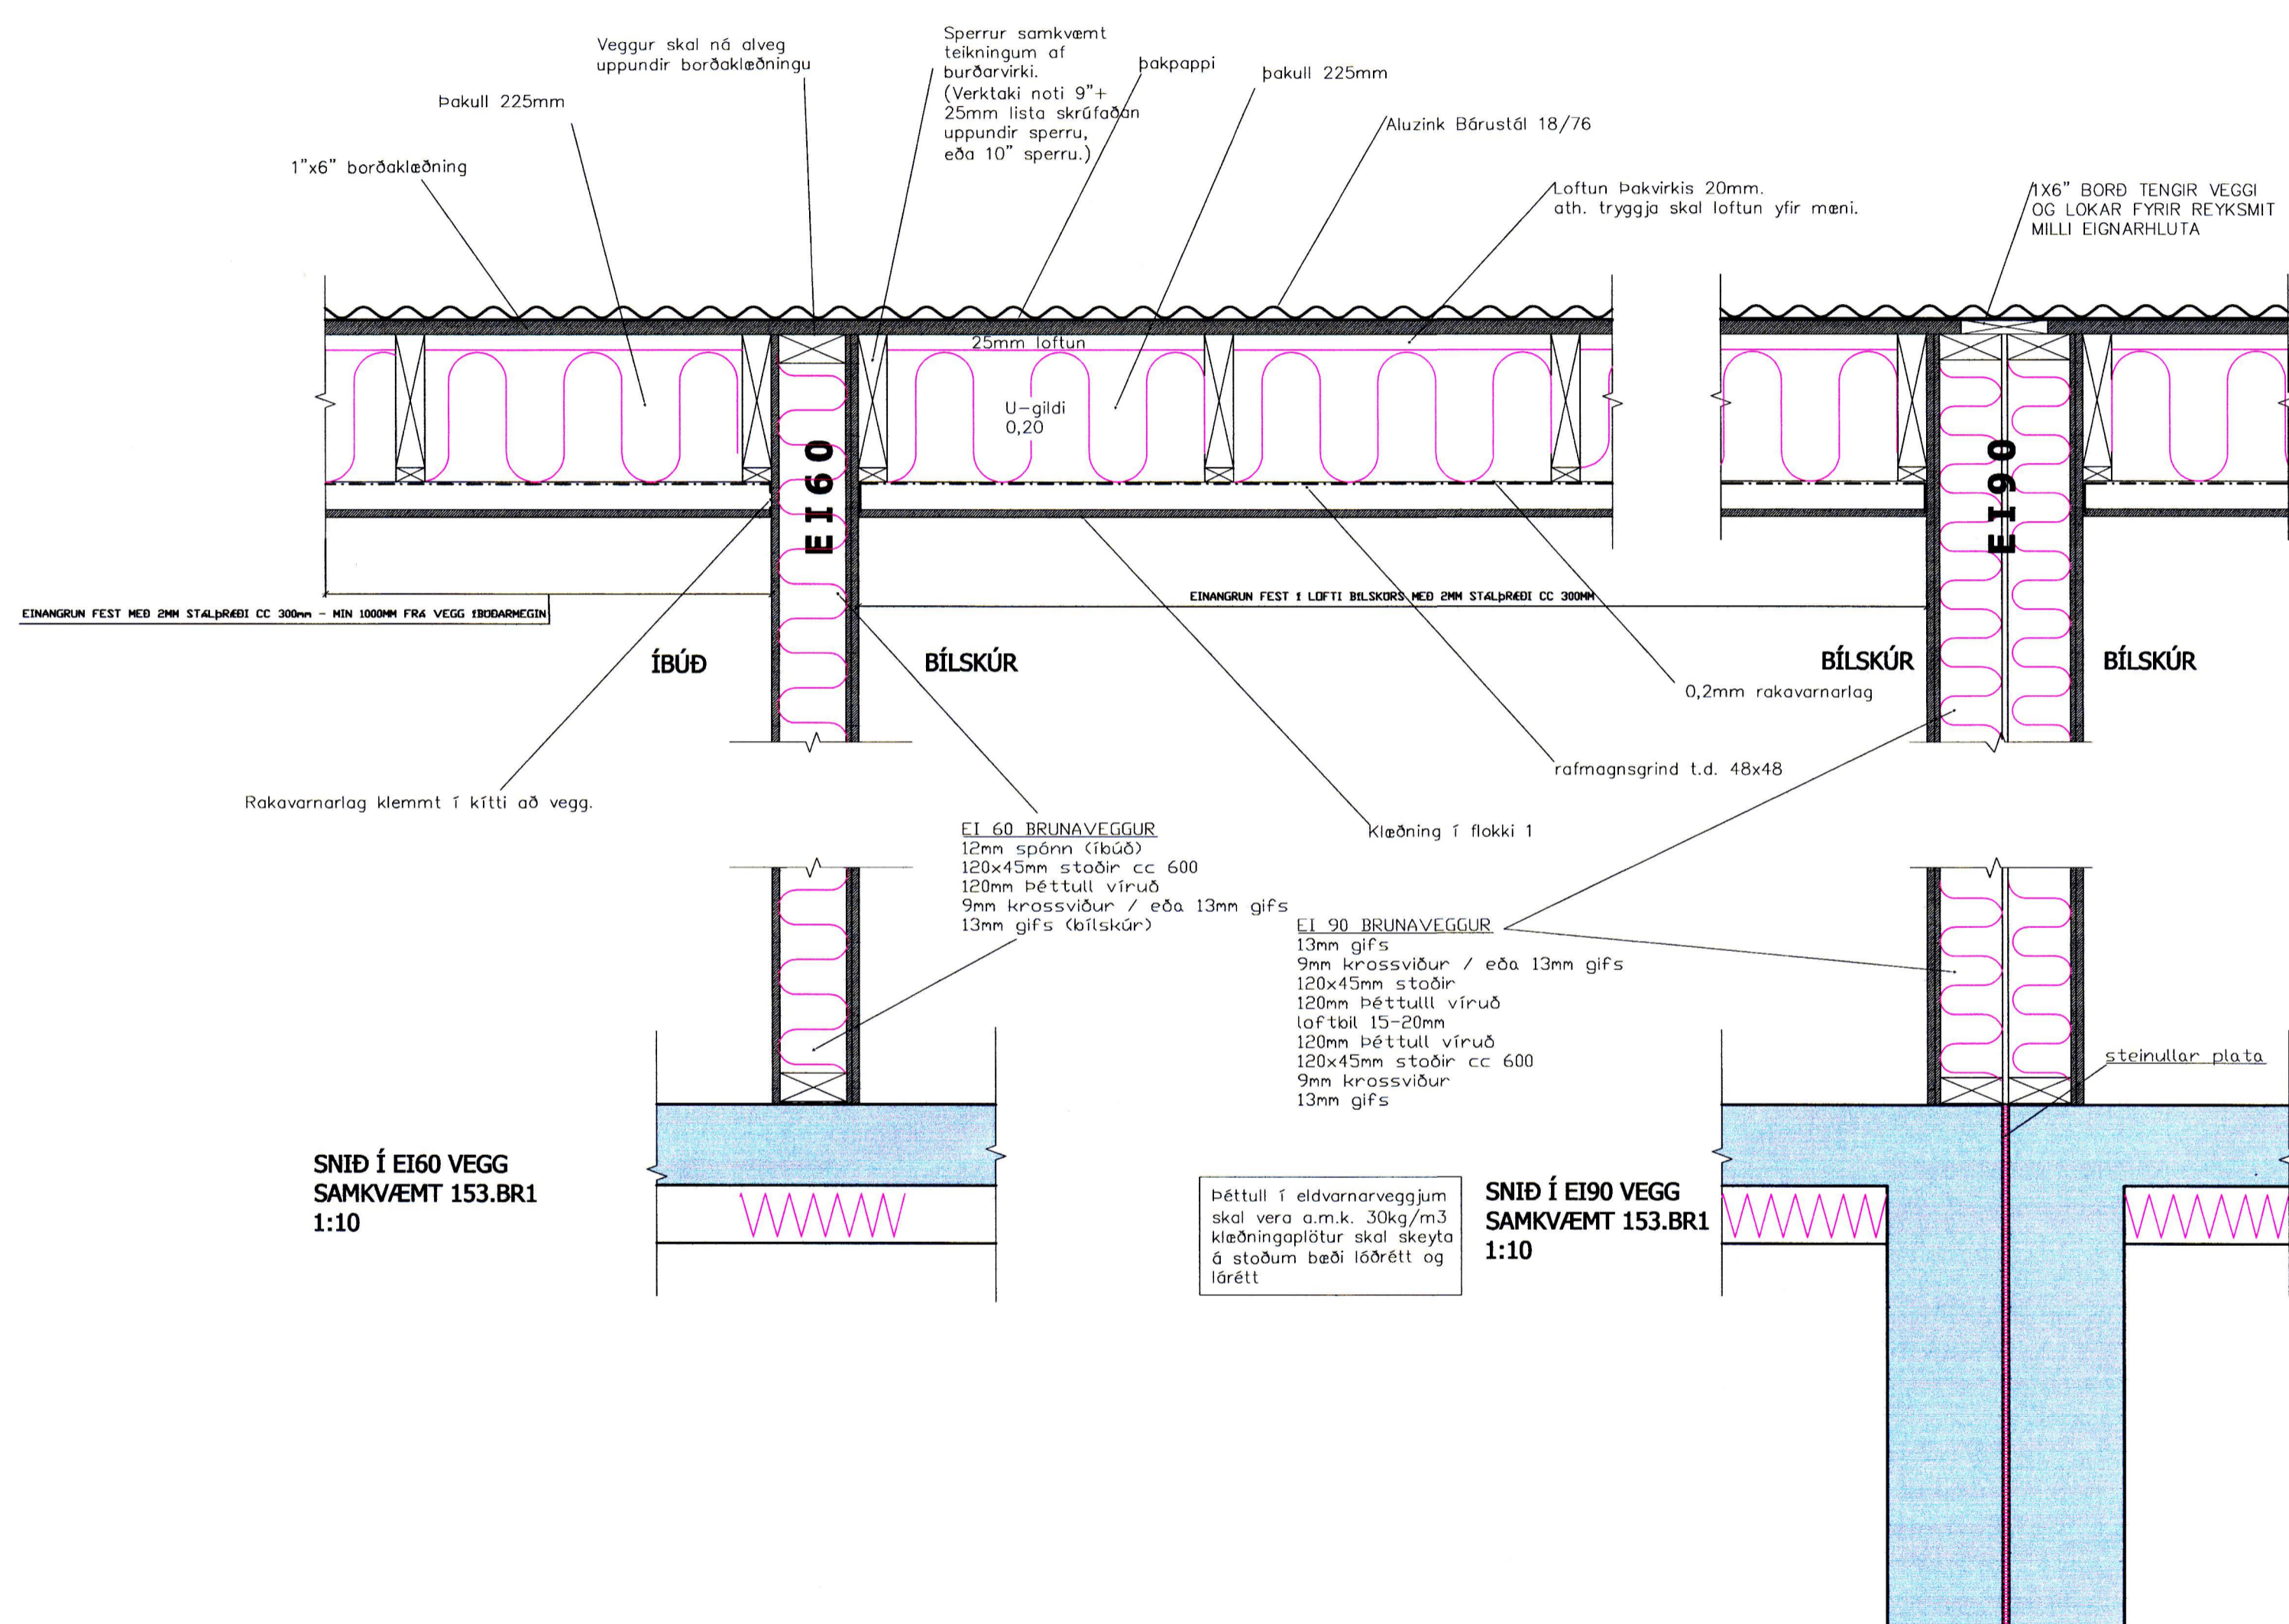 Veggur skal ná alveg
uppundir borðaklæðningu
Sperrur samkvæmt
teikningum af
burðarvirki.
(Verktaki noti 9"+
25mm lista skrúfaðan
uppundir sperru,
eða 10" sperru.)
þakpappi
þakull 225mm
Þakull 225mm
Aluzink Bárustál 18/76
1"x6" borðaklæðning
Loftun Þakvirkis 20mm.
ath. tryggja skal loftun yfir mæni.
1X6" BORÐ TENGIR VEGGI
OG LOKAR FYRIR REYKSMIT
MILLI EIGNARHLUTA
25mm loftun
U-gildi
0,20
EI60
EI90
EINANGRUN FEST MEÐ 2MM STÁLÞRÆÐI CC 300mm - MIN 1000MM FRÁ VEGG ÍBÚÐARMEGIN
EINANGRUN FEST Í LOFTI BÍLSKÚRS MEÐ 2MM STÁLÞRÆÐI CC 300MM
ÍBÚÐ
BÍLSKÚR
BÍLSKÚR
BÍLSKÚR
0,2mm rakavarnarlag
rafmagnsgrind t.d. 48x48
Rakavarnarlag klemmt í kítti að vegg.
Klæðning í flokki 1
EI 60 BRUNAVEGGUR
12mm spónn (íbúð)
120x45mm stoðir cc 600
120mm Þéttull víruð
9mm krossviður / eða 13mm gifs
13mm gifs (bílskúr)
EI 90 BRUNAVEGGUR
13mm gifs
9mm krossviður / eða 13mm gifs
120x45mm stoðir
120mm Þéttulll víruð
loftbil 15-20mm
120mm Þéttull víruð
120x45mm stoðir cc 600
9mm krossviður
13mm gifs
steinullar plata
SNIÐ Í EI60 VEGG
SAMKVÆMT 153.BR1
1:10
Þéttull í eldvarnarveggjum
skal vera a.m.k. 30kg/m3
klæðningaplötur skal skeyta
á stoðum bæði lóðrétt og
lárétt
SNIÐ Í EI90 VEGG
SAMKVÆMT 153.BR1
1:10